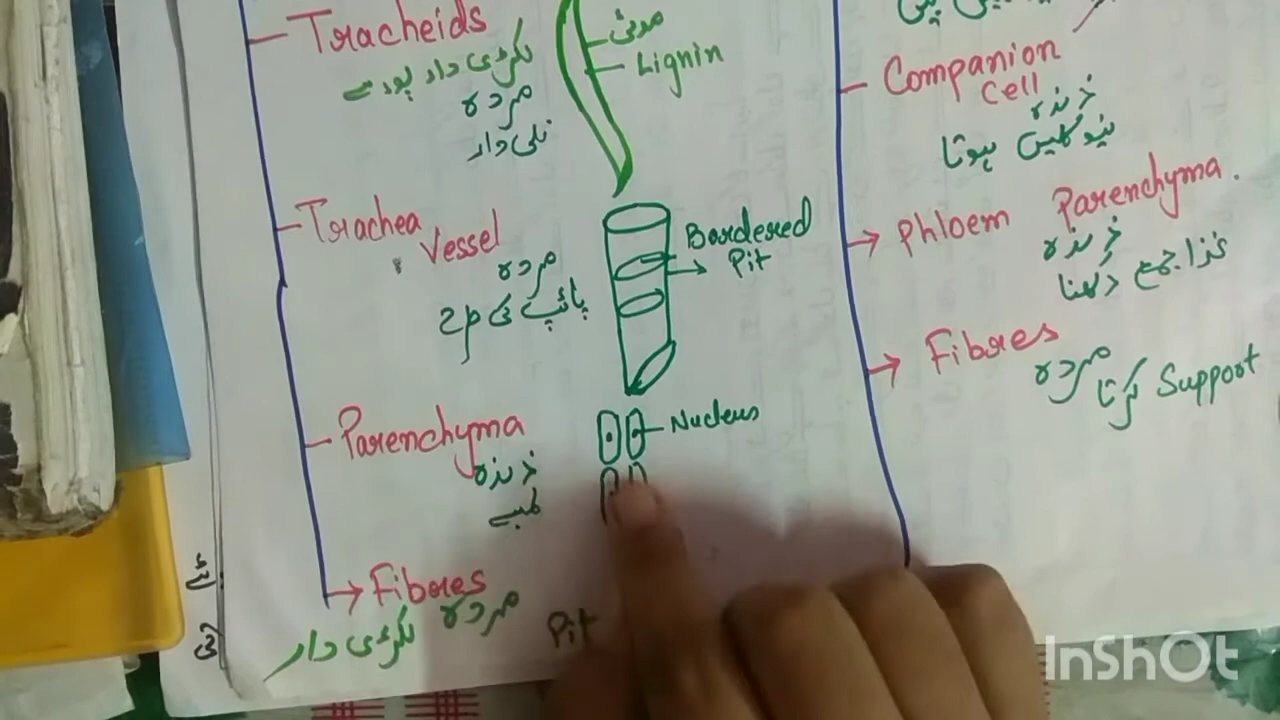 Tracheids
لکڑی دار پودے
مردہ
نلی دار
موٹی
Lignin
Trachea
Vessel
مردہ
پائپ کی
Bordered
Pit
Parenchyma
زندہ
لمبے
Nucleus
Fibres
مردہ لکڑی دار
Pit
Companion
Cell
زندہ
نیوکلیس ہوتا
Phloem Parenchyma.
زندہ
غذا جمع رکھنا
Fibres
مردہ
Support کرتا
InShOt